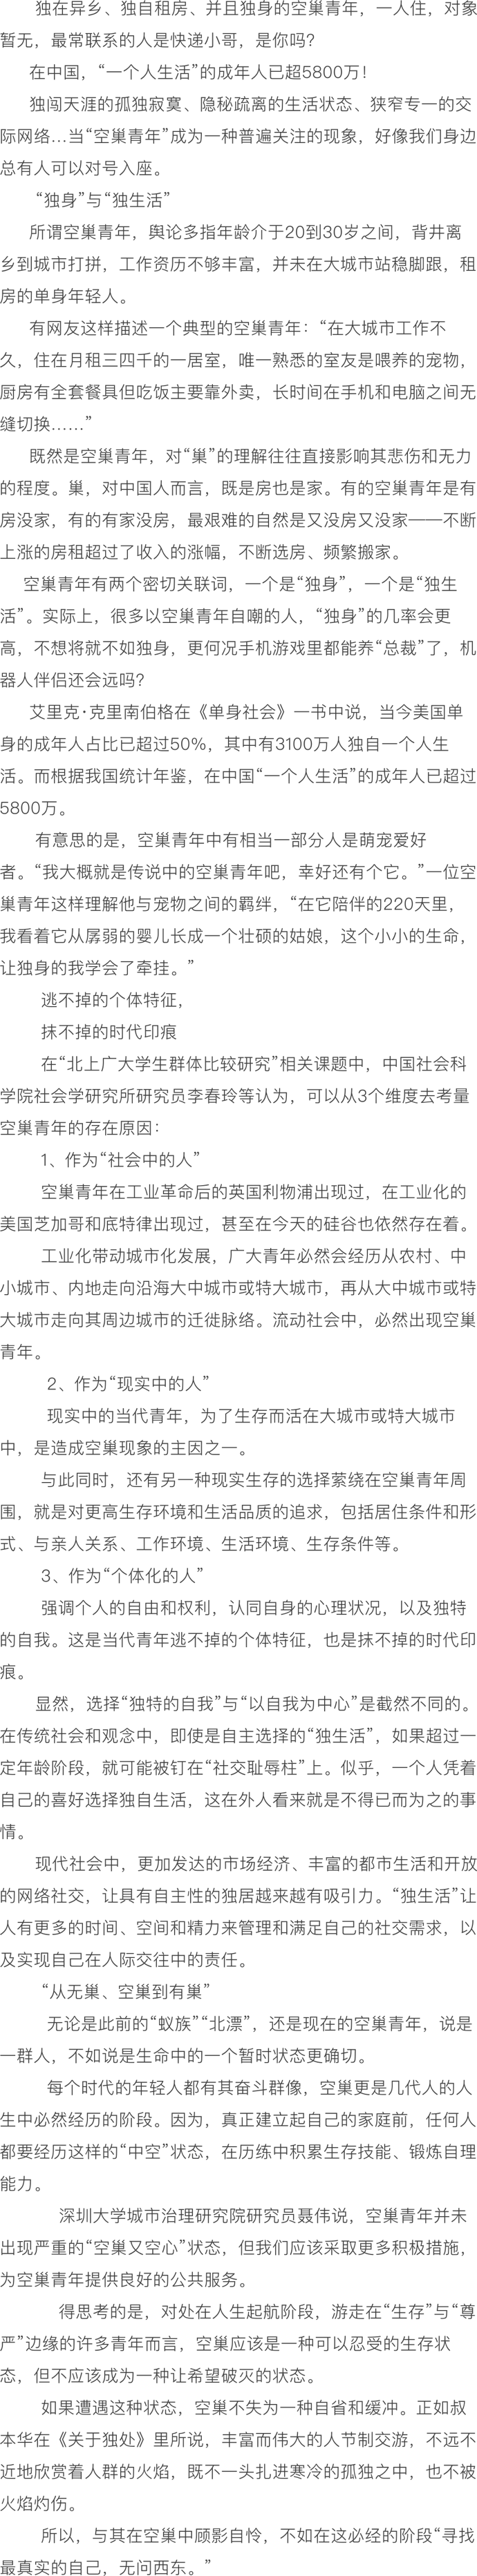 独在异乡、独自租房、并且独身的空巢青年，一人住，对象
暂无，最常联系的人是快递小哥，是你吗？
在中国，“一个人生活”的成年人已超5800万！
独闯天涯的孤独寂寞、隐秘疏离的生活状态、狭窄专一的交
际网络…当“空巢青年”成为一种普遍关注的现象，好像我们身边
总有人可以对号入座。
“独身”与“独生活”
所谓空巢青年，舆论多指年龄介于20到30岁之间，背井离
乡到城市打拼，工作资历不够丰富，并未在大城市站稳脚跟，租
房的单身年轻人。
有网友这样描述一个典型的空巢青年：“在大城市工作不
久，住在月租三四千的一居室，唯一熟悉的室友是喂养的宠物，
厨房有全套餐具但吃饭主要靠外卖，长时间在手机和电脑之间无
缝切换……”
既然是空巢青年，对“巢”的理解往往直接影响其悲伤和无力
的程度。巢，对中国人而言，既是房也是家。有的空巢青年是有
房没家，有的有家没房，最艰难的自然是又没房又没家——不断
上涨的房租超过了收入的涨幅，不断选房、频繁搬家。
空巢青年有两个密切关联词，一个是“独身”，一个是“独生
活”。实际上，很多以空巢青年自嘲的人，“独身”的几率会更
高，不想将就不如独身，更何况手机游戏里都能养“总裁”了，机
器人伴侣还会远吗？
艾里克·克里南伯格在《单身社会》一书中说，当今美国单
身的成年人占比已超过50%，其中有3100万人独自一个人生
活。而根据我国统计年鉴，在中国“一个人生活”的成年人已超过
5800万。
有意思的是，空巢青年中有相当一部分人是萌宠爱好
者。“我大概就是传说中的空巢青年吧，幸好还有个它。”一位空
巢青年这样理解他与宠物之间的羁绊，“在它陪伴的220天里，
我看着它从孱弱的婴儿长成一个壮硕的姑娘，这个小小的生命，
让独身的我学会了牵挂。”
逃不掉的个体特征，
抹不掉的时代印痕
在“北上广大学生群体比较研究”相关课题中，中国社会科
学院社会学研究所研究员李春玲等认为，可以从3个维度去考量
空巢青年的存在原因：
1、作为“社会中的人”
空巢青年在工业革命后的英国利物浦出现过，在工业化的
美国芝加哥和底特律出现过，甚至在今天的硅谷也依然存在着。
工业化带动城市化发展，广大青年必然会经历从农村、中
小城市、内地走向沿海大中城市或特大城市，再从大中城市或特
大城市走向其周边城市的迁徙脉络。流动社会中，必然出现空巢
青年。
2、作为“现实中的人”
现实中的当代青年，为了生存而活在大城市或特大城市
中，是造成空巢现象的主因之一。
与此同时，还有另一种现实生存的选择萦绕在空巢青年周
围，就是对更高生存环境和生活品质的追求，包括居住条件和形
式、与亲人关系、工作环境、生活环境、生存条件等。
3、作为“个体化的人”
强调个人的自由和权利，认同自身的心理状况，以及独特
的自我。这是当代青年逃不掉的个体特征，也是抹不掉的时代印
痕。
显然，选择“独特的自我”与“以自我为中心”是截然不同的。
在传统社会和观念中，即使是自主选择的“独生活”，如果超过一
定年龄阶段，就可能被钉在“社交耻辱柱”上。似乎，一个人凭着
自己的喜好选择独自生活，这在外人看来就是不得已而为之的事
情。
现代社会中，更加发达的市场经济、丰富的都市生活和开放
的网络社交，让具有自主性的独居越来越有吸引力。“独生活”让
人有更多的时间、空间和精力来管理和满足自己的社交需求，以
及实现自己在人际交往中的责任。
“从无巢、空巢到有巢”
无论是此前的“蚁族”“北漂”，还是现在的空巢青年，说是
一群人，不如说是生命中的一个暂时状态更确切。
每个时代的年轻人都有其奋斗群像，空巢更是几代人的人
生中必然经历的阶段。因为，真正建立起自己的家庭前，任何人
都要经历这样的“中空”状态，在历练中积累生存技能、锻炼自理
能力。
深圳大学城市治理研究院研究员聂伟说，空巢青年并未
出现严重的“空巢又空心”状态，但我们应该采取更多积极措施，
为空巢青年提供良好的公共服务。
得思考的是，对处在人生起航阶段，游走在“生存”与“尊
严”边缘的许多青年而言，空巢应该是一种可以忍受的生存状
态，但不应该成为一种让希望破灭的状态。
如果遭遇这种状态，空巢不失为一种自省和缓冲。正如叔
本华在《关于独处》里所说，丰富而伟大的人节制交游，不远不
近地欣赏着人群的火焰，既不一头扎进寒冷的孤独之中，也不被
火焰灼伤。
所以，与其在空巢中顾影自怜，不如在这必经的阶段“寻找
最真实的自己，无问西东。”